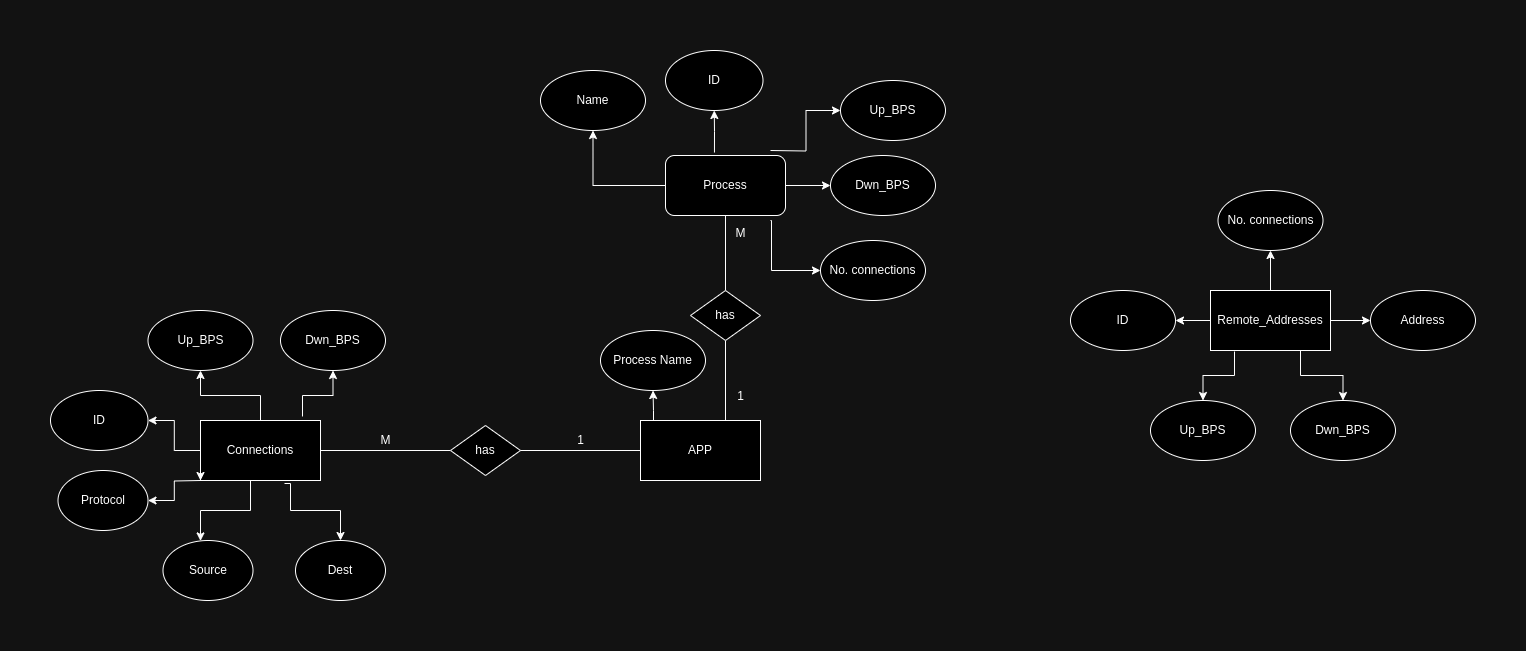 ID
Name
Up_BPS
Process
Dwn_BPS
No. connections
M
No. connections
has
ID
Remote_Addresses
Address
Up_BPS
Dwn_BPS
Process Name
1
ID
Up_BPS
Dwn_BPS
Connections
M
has
1
APP
Protocol
Source
Dest